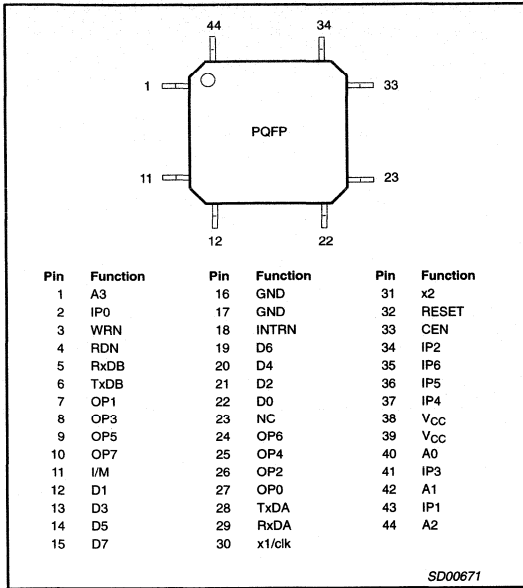 44 34
1 33
PQFP
11 23
12 22
Pin Function Pin Function Pin Function
1 A3 16 GND 31 x2
2 IP0 17 GND 32 RESET
3 WRN 18 INTRN 33 CEN
4 RDN 19 D6 34 IP2
5 RxDB 20 D4 35 IP6
6 TxDB 21 D2 36 IP5
7 OP1 22 D0 37 IP4
8 OP3 23 NC 38 VCC
9 OP5 24 OP6 39 VCC
10 OP7 25 OP4 40 A0
11 I/M 26 OP2 41 IP3
12 D1 27 OP0 42 A1
13 D3 28 TxDA 43 IP1
14 D5 29 RxDA 44 A2
15 D7 30 x1/clk
SD00671